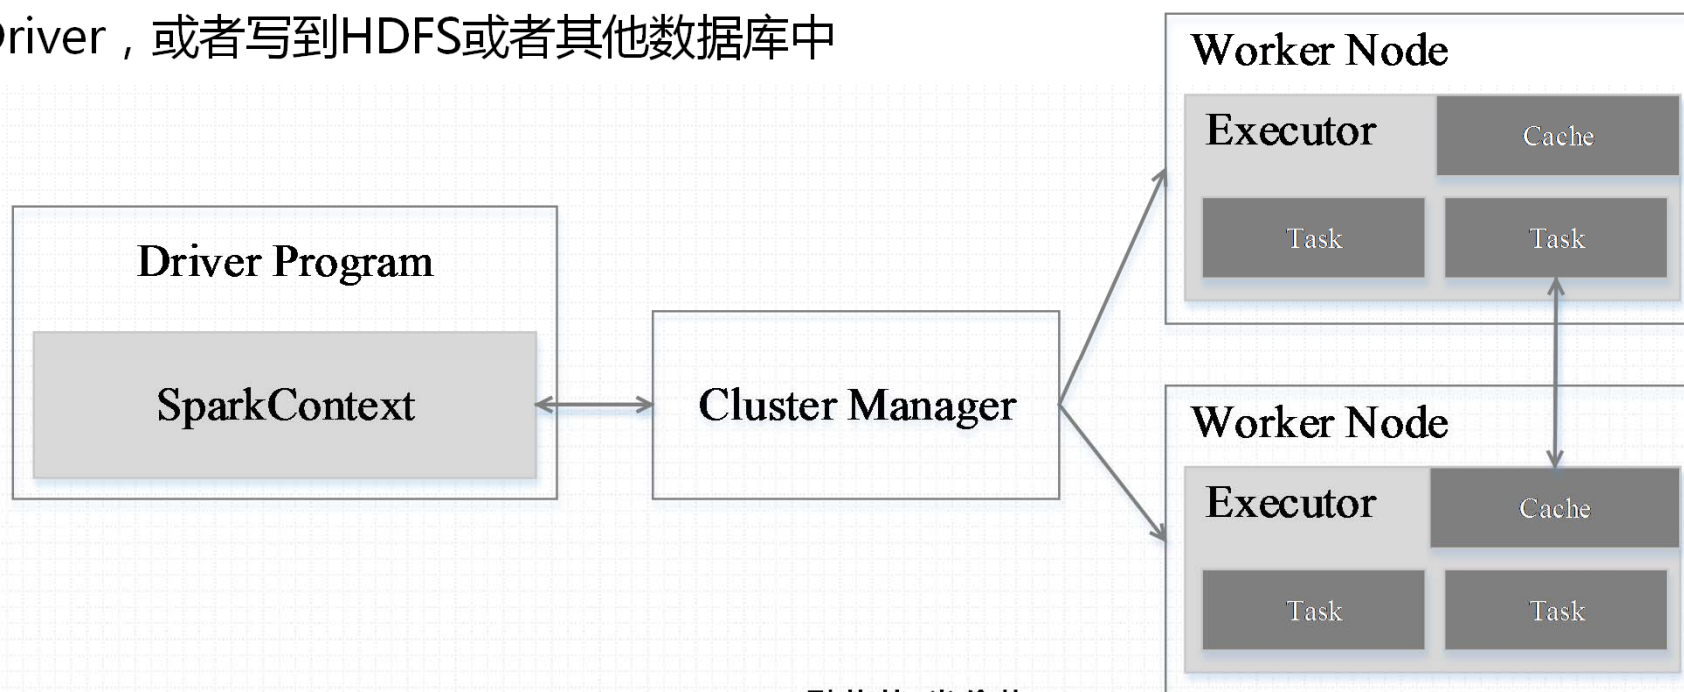 Driver，或者写到HDFS或者其他数据库中
Worker Node
Executor
Cache
Task
Task
Driver Program
SparkContext
Cluster Manager
Worker Node
Executor
Cache
Task
Task